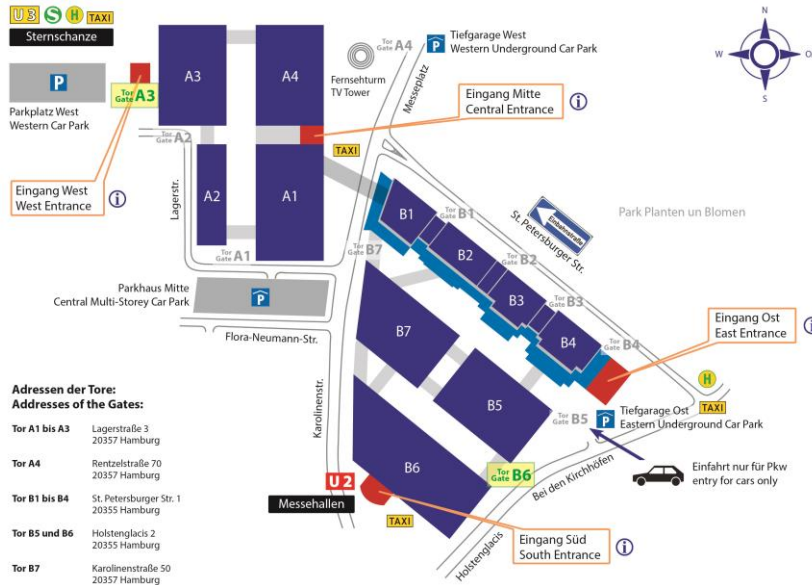 U3 S H TAXI
Sternschanze
P
Parkplatz West
Western Car Park
Tor
Gate A3
Eingang West
West Entrance
i
A3
A4
Tor
Gate A2
Lagerstr.
A2
A1
Tor
Gate A1
Fernsehturm
TV Tower
Tor
Gate A4
Messeplatz
P
Tiefgarage West
Western Underground Car Park
Eingang Mitte
Central Entrance
i
TAXI
N
W
O
S
Parkhaus Mitte
Central Multi-Storey Car Park
P
Flora-Neumann-Str.
Karolinenstr.
Tor
Gate B7
B1
Tor
Gate B1
B2
Tor
Gate B2
B3
Tor
Gate B3
B4
Tor
Gate B4
Einbahnstraße
St. Petersburger Str.
Park Planten un Blomen
Eingang Ost
East Entrance
i
H
TAXI
B7
B5
Tor
Gate B5
P
Tiefgarage Ost
Eastern Underground Car Park
Einfahrt nur für Pkw
entry for cars only
B6
Tor
Gate B6
Bei den Kirchhöfen
Holstenglacis
U2
Messehallen
TAXI
Eingang Süd
South Entrance
i
Adressen der Tore:
Addresses of the Gates:
Tor A1 bis A3 Lagerstraße 3
20357 Hamburg
Tor A4 Rentzelstraße 70
20357 Hamburg
Tor B1 bis B4 St. Petersburger Str. 1
20355 Hamburg
Tor B5 und B6 Holstenglacis 2
20355 Hamburg
Tor B7 Karolinenstraße 50
20357 Hamburg